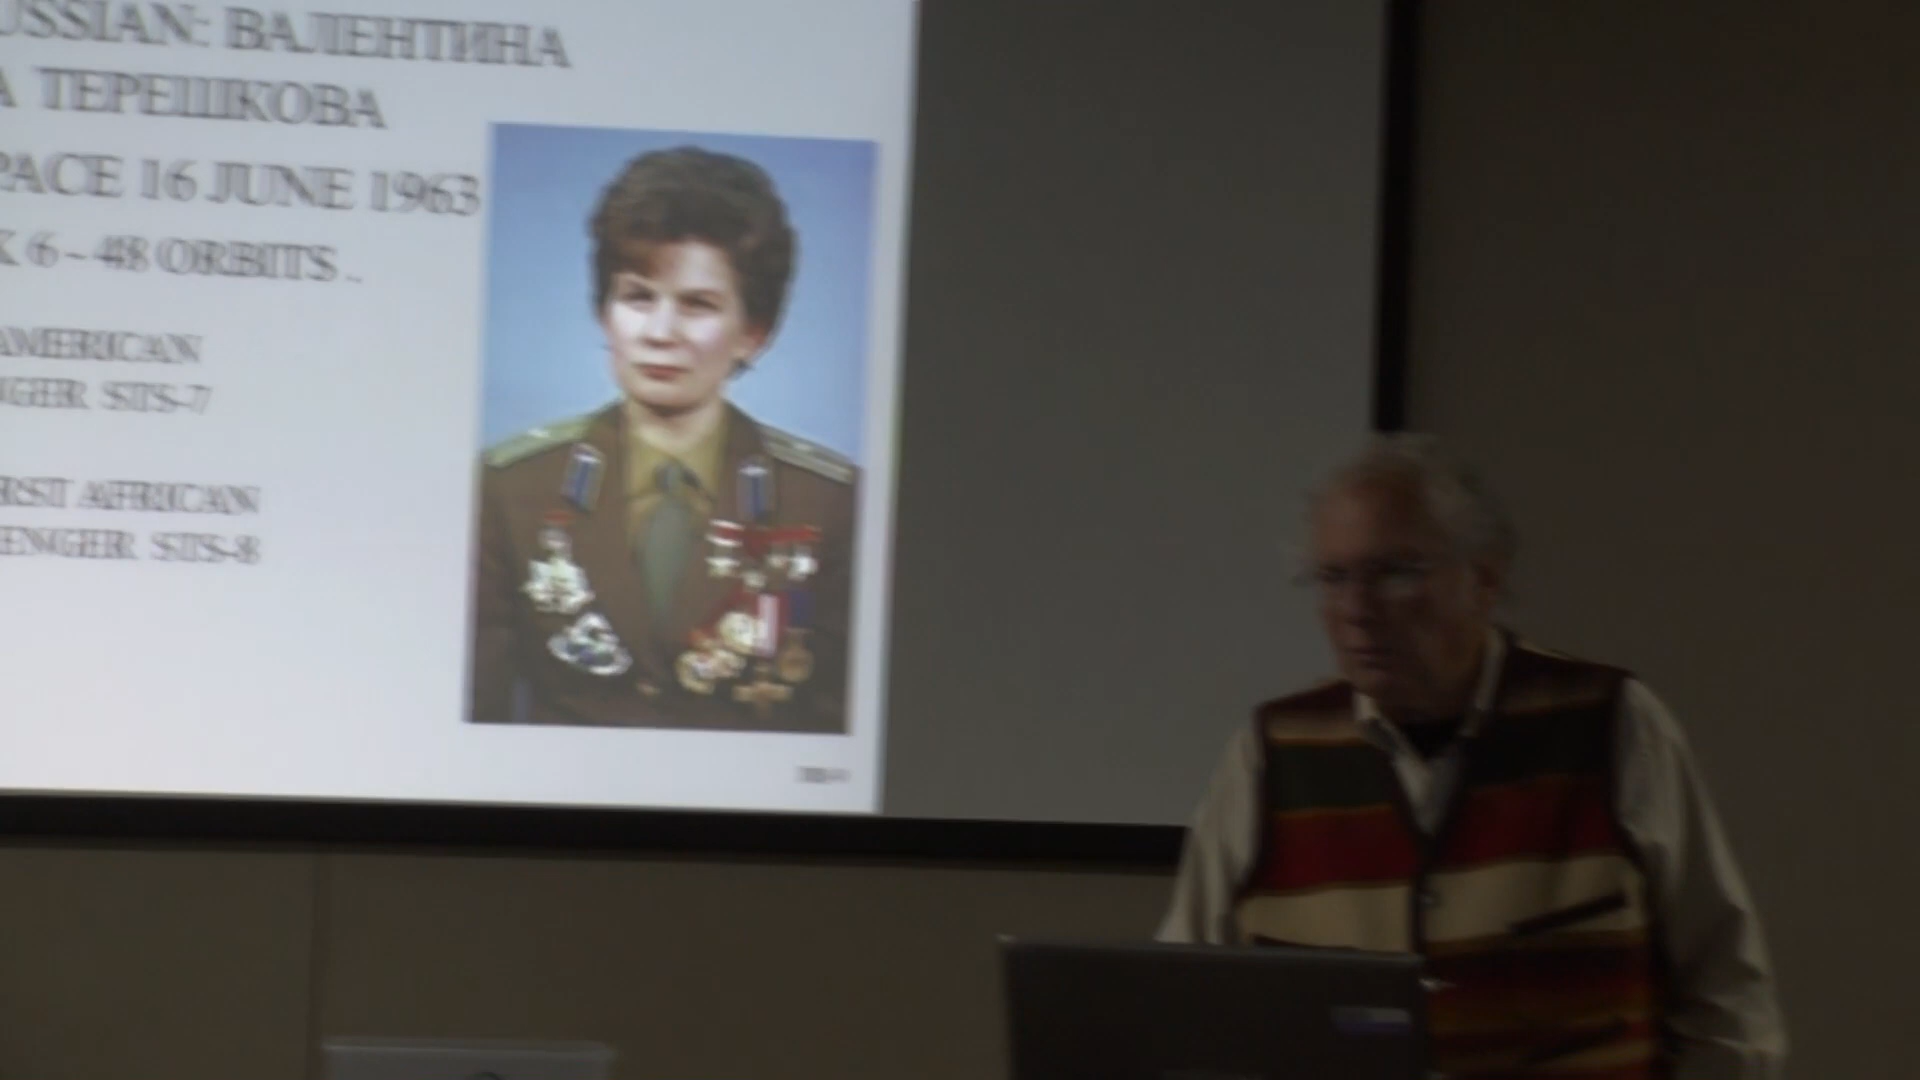 USSIAN: ВАЛЕНТИНА
А ТЕРЕШКОВА
PACE 16 JUNE 1963
K 6 – 48 ORBITS .
AMERICAN
NGER STS-7
RST AFRICAN
ENGER STS-8